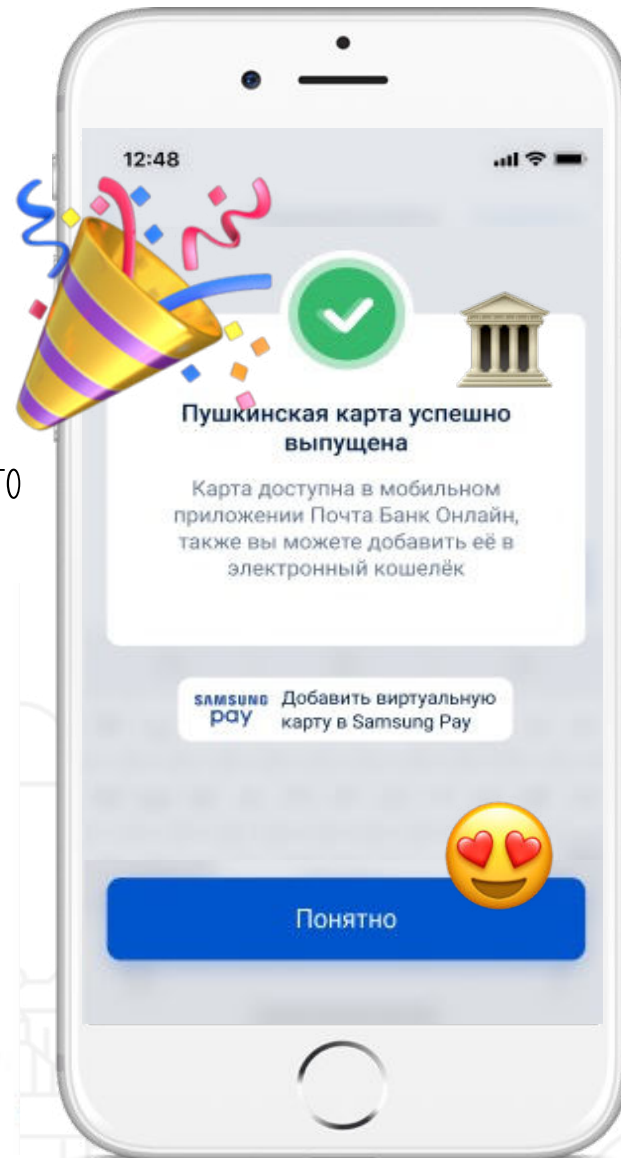 12:48
Пушкинская карта успешно
выпущена
то
Карта доступна в мобильном
приложении Почта Банк Онлайн,
также вы можете добавить её в
электронный кошелёк
SAMSUNG
pay
Добавить виртуальную
карту в Samsung Pay
Понятно